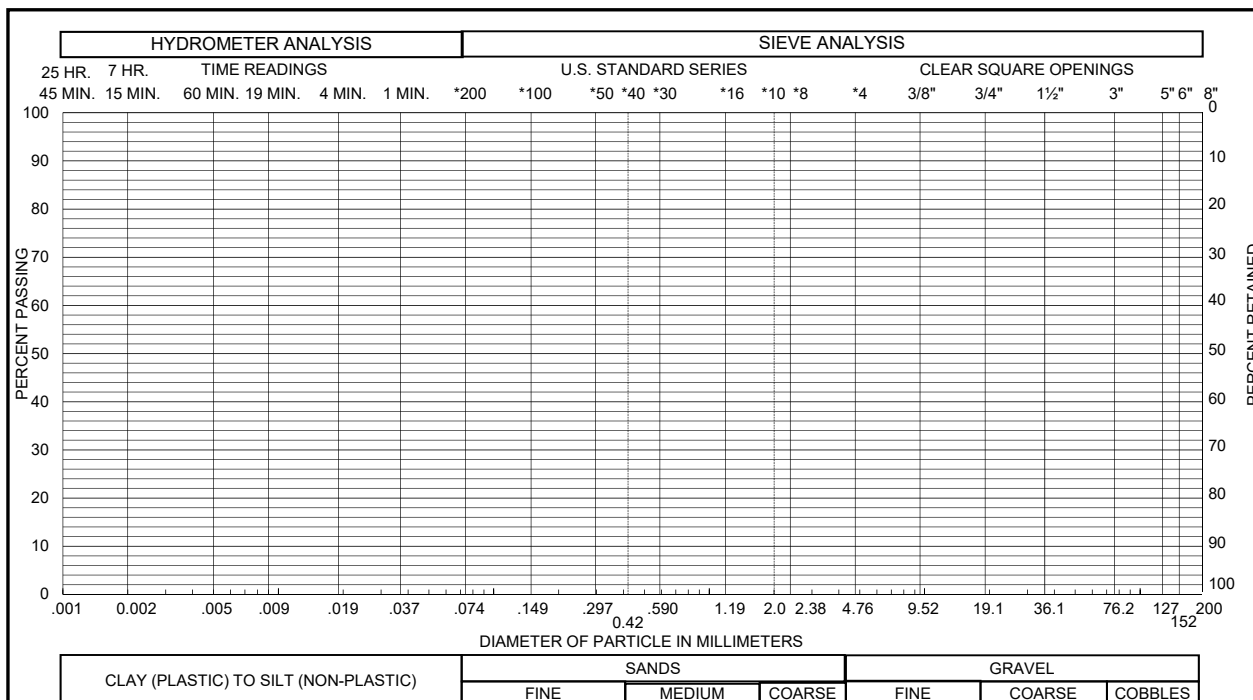 HYDROMETER ANALYSIS SIEVE ANALYSIS
25 HR. 7 HR. TIME READINGS U.S. STANDARD SERIES CLEAR SQUARE OPENINGS
45 MIN. 15 MIN. 60 MIN. 19 MIN. 4 MIN. 1 MIN. *200 *100 *50 *40 *30 *16 *10 *8 *4 3/8" 3/4" 1½" 3" 5" 6" 8"
PERCENT PASSING
100
90
80
70
60
50
40
30
20
10
0
0
10
20
30
40
50
60
70
80
90
100
PERCENT RETAINED
.001 0.002 .005 .009 .019 .037 .074 .149 .297 .590 1.19 2.0 2.38 4.76 9.52 19.1 36.1 76.2 127 200
0.42 152
DIAMETER OF PARTICLE IN MILLIMETERS
CLAY (PLASTIC) TO SILT (NON-PLASTIC) SANDS GRAVEL
FINE MEDIUM COARSE FINE COARSE COBBLES